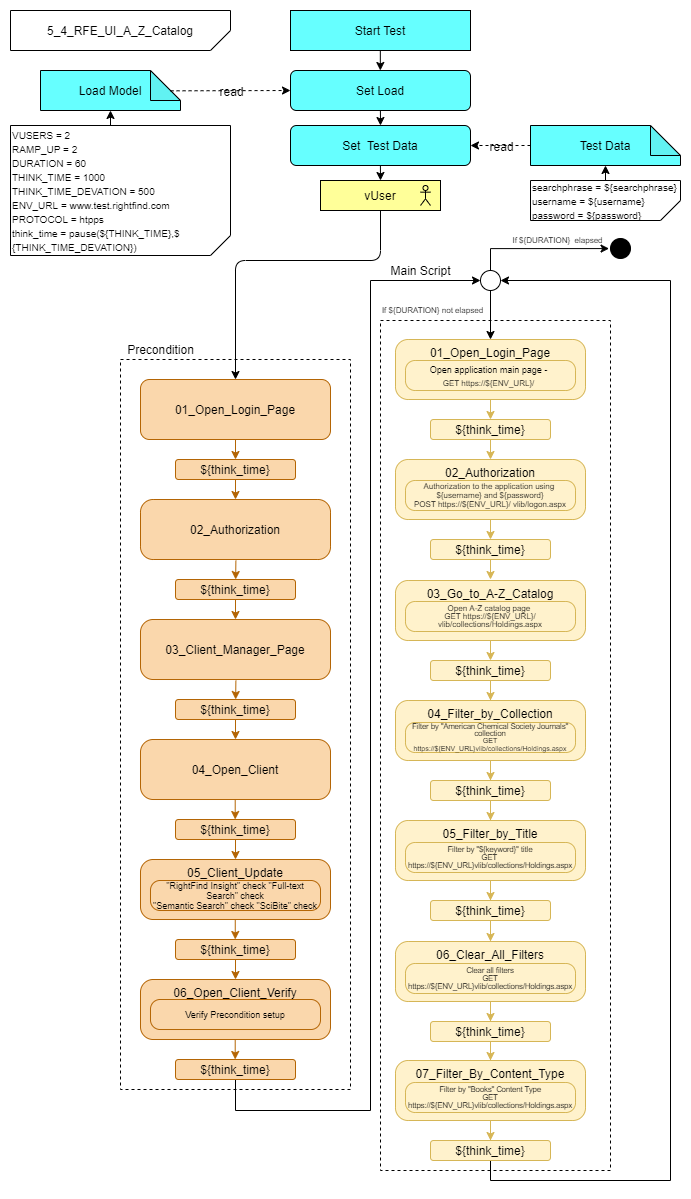 5_4_RFE_UI_A_Z_Catalog
Start Test
Load Model
read
Set Load
VUSERS = 2
RAMP_UP = 2
DURATION = 60
THINK_TIME = 1000
THINK_TIME_DEVATION = 500
ENV_URL = www.test.rightfind.com
PROTOCOL = htpps
think_time = pause(${THINK_TIME},$
{THINK_TIME_DEVATION})
Set  Test Data
read
Test Data
searchphrase = ${searchphrase}
username = ${username}
password = ${password}
vUser
If ${DURATION}  elapsed
Main Script
If ${DURATION} not elapsed
Precondition
01_Open_Login_Page
${think_time}
02_Authorization
${think_time}
03_Client_Manager_Page
${think_time}
04_Open_Client
${think_time}
05_Client_Update
"RightFind Insight" check "Full-text
Search" check
"Semantic Search" check "SciBite" check
${think_time}
06_Open_Client_Verify
Verify Precondition setup
${think_time}
01_Open_Login_Page
Open application main page -
GET https://${ENV_URL}/
${think_time}
02_Authorization
Authorization to the application using
${username} and ${password}
POST https://${ENV_URL}/ vlib/logon.aspx
${think_time}
03_Go_to_A-Z_Catalog
Open A-Z catalog page
GET https://${ENV_URL}/
vlib/collections/Holdings.aspx
${think_time}
04_Filter_by_Collection
Filter by "American Chemical Society Journals"
collection
GET
https://${ENV_URL}vlib/collections/Holdings.aspx
${think_time}
05_Filter_by_Title
Filter by "${keyword}" title
GET
https://${ENV_URL}vlib/collections/Holdings.aspx
${think_time}
06_Clear_All_Filters
Clear all filters
GET
https://${ENV_URL}vlib/collections/Holdings.aspx
${think_time}
07_Filter_By_Content_Type
Filter by "Books" Content Type
GET
https://${ENV_URL}vlib/collections/Holdings.aspx
${think_time}